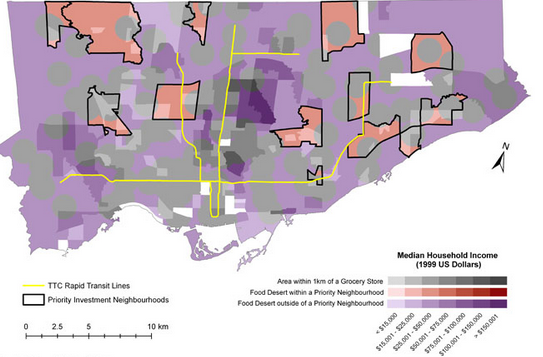 N
TTC Rapid Transit Lines
Priority Investment Neighbourhoods
0 2.5 5 10 km
Median Household Income
(1999 US Dollars)
Area within 1km of a Grocery Store
Food Desert within a Priority Neighbourhood
Food Desert outside of a Priority Neighbourhood
< $15,000
$15,001 - $25,000
$25,001 - $50,000
$50,001 - $75,000
$75,001 - $100,000
$100,001 - $150,000
> $150,001